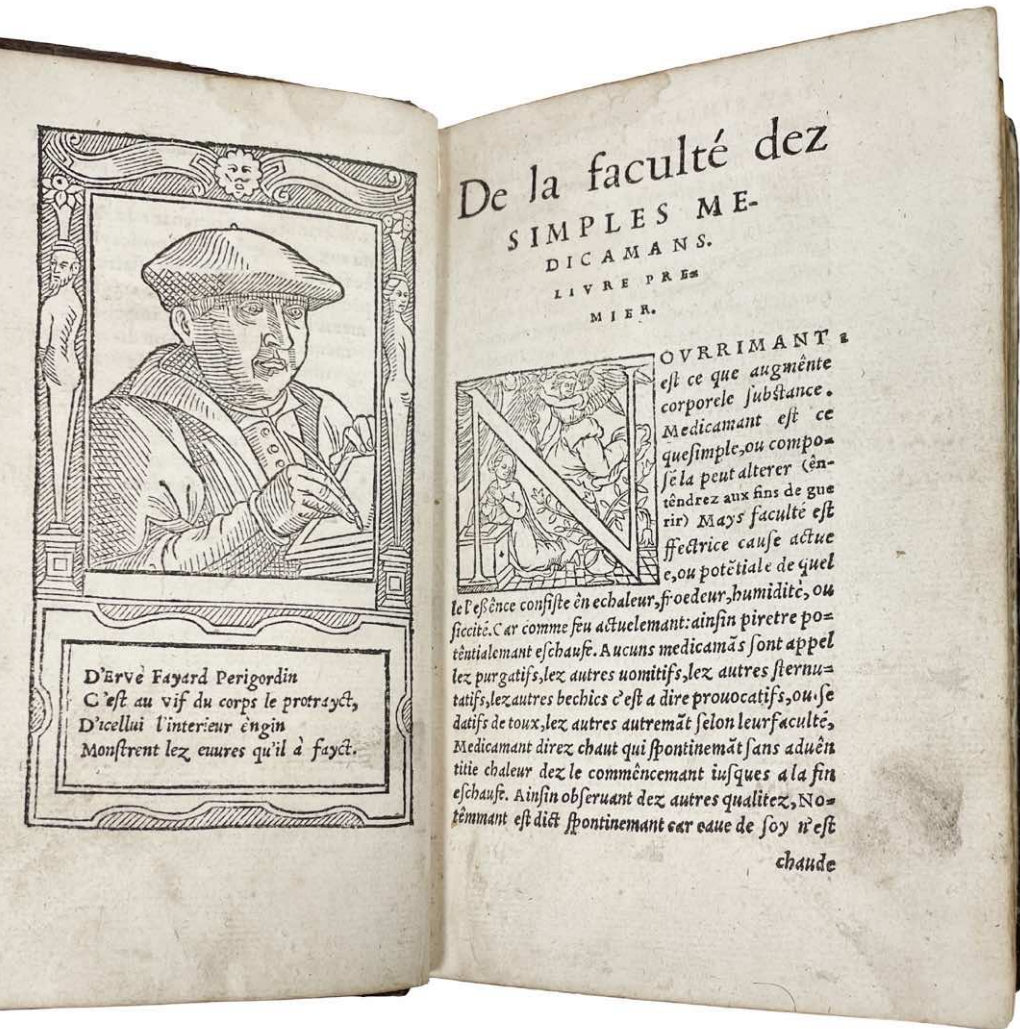 D'Ervè Fayard Perigordin
C'eſt au vif du corps le protrayct,
D'icellui l'interieur èngin
Monſtrent lez euures qu'il à fayct.
De la faculté dez
SIMPLES ME-
DICAMANS.
LIVRE PRE=
MIER.
NOVRRIMANT
eſt ce que augmênte
corporele ſubſtance.
Medicamant eſt ce
queſimple,ou compo=
ſé la peut alterer (ên-
têndrez aux fins de gue
rir) Mays faculté eſt
ffectrice cauſe actue
e,ou potêtiale de quel
le l'eßênce conſiſte ên echaleur,froedeur,humiditè, ou
ſiccité.Car comme feu actuelemant:ainſin piretre po=
têntialemant eſchaufe. Aucuns medicamãs ſont appel
lez purgatifs,lez autres uomitifs,lez autres ſternu=
tatifs,lez autres bechics c'eſt a dire prouocatifs,ou ſe
datifs de toux,lez autres autremãt ſelon leur faculté,
Medicamant direz chaut qui ſpontinemãt ſans aduên
titie chaleur dez le commêncemant iuſques a la fin
eſchaufe. Ainſin obſeruant dez autres qualitez, No=
têmmant eſt dict ſpontinemant car eaue de ſoy n'eſt
chaude